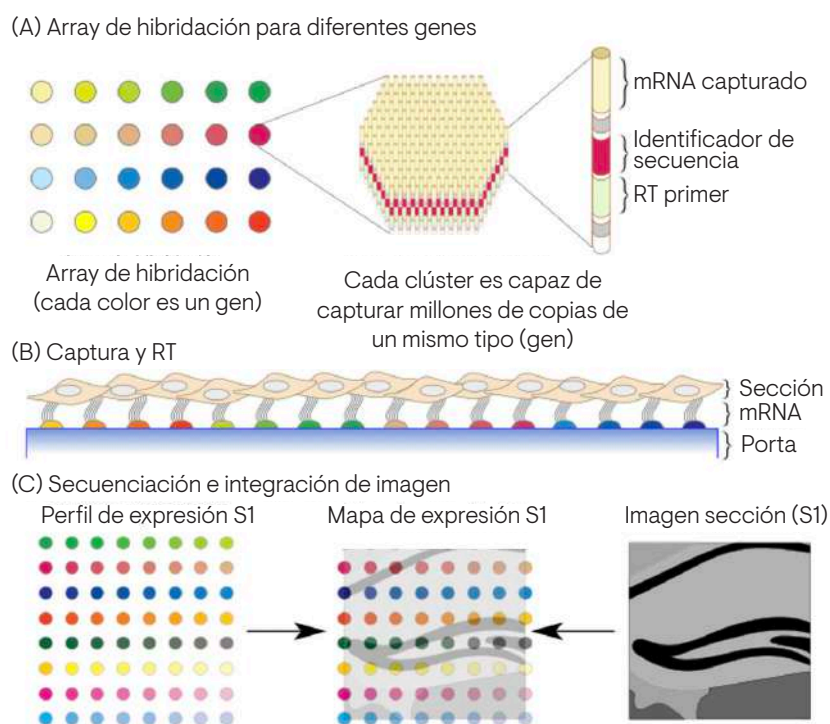 (A) Array de hibridación para diferentes genes
mRNA capturado
Identificador de
secuencia
RT primer
Array de hibridación
(cada color es un gen)
Cada clúster es capaz de
capturar millones de copias de
un mismo tipo (gen)
(B) Captura y RT
Sección
mRNA
Porta
(C) Secuenciación e integración de imagen
Perfil de expresión S1
Mapa de expresión S1
Imagen sección (S1)